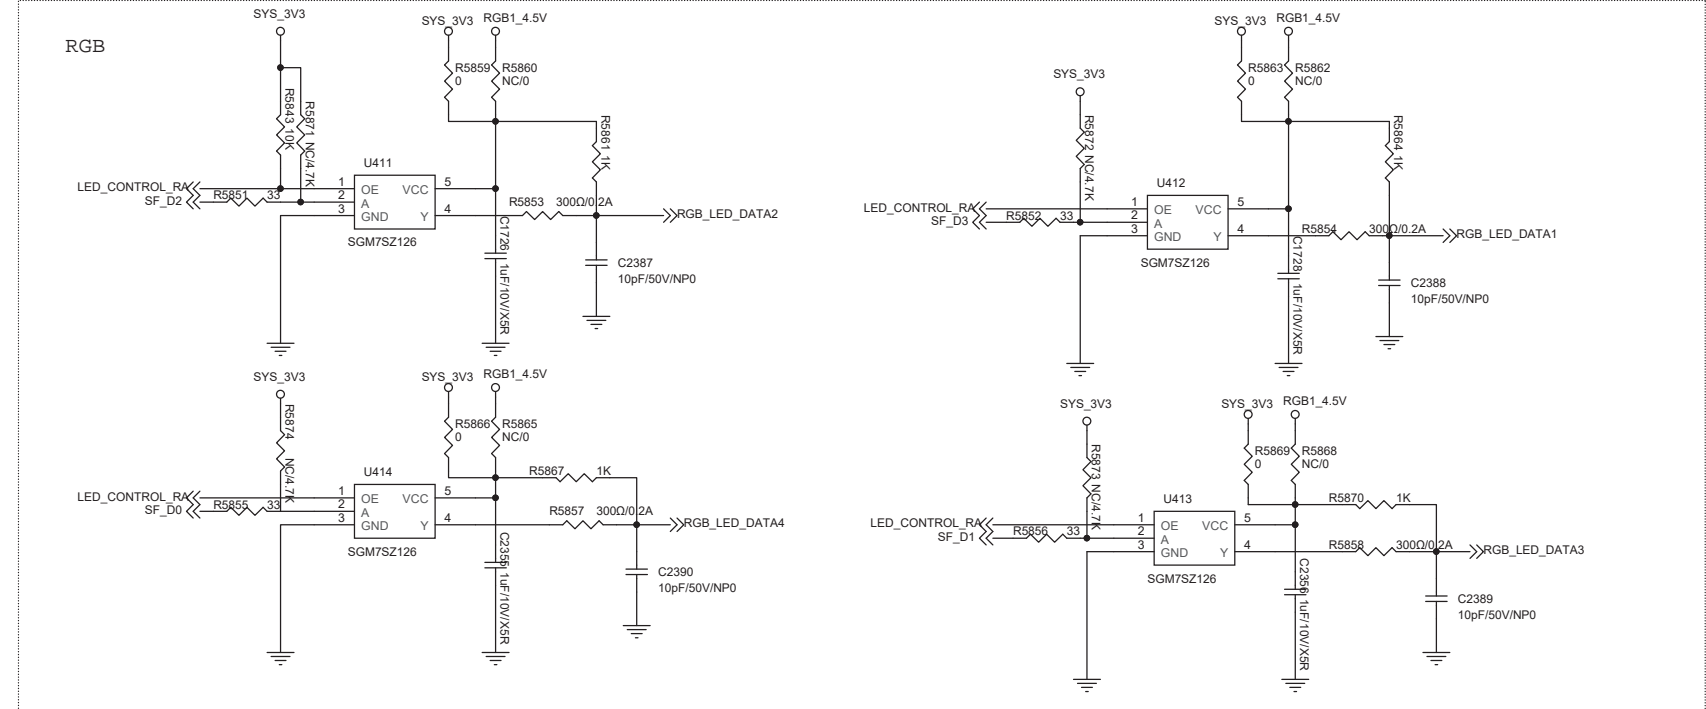 RGB
SYS_3V3
SYS_3V3 RGB1_4.5V
R5843 10K
R5871 NC/4.7K
R5859
0
R5860
NC/0
R5861 1K
U411
LED_CONTROL_RA
SF_D2
R5851 33
1 OE VCC 5
2 A
3 GND Y 4
SGM7SZ126
R5853 300Ω/0.2A
RGB_LED_DATA2
C1726 1uF/10V/X5R
C2387
10pF/50V/NP0
SYS_3V3
SYS_3V3 RGB1_4.5V
R5872 NC/4.7K
R5863
0
R5862
NC/0
R5864 1K
U412
LED_CONTROL_RA
SF_D3
R5852 33
1 OE VCC 5
2 A
3 GND Y 4
SGM7SZ126
R5854 300Ω/0.2A
RGB_LED_DATA1
C1728 1uF/10V/X5R
C2388
10pF/50V/NP0
SYS_3V3
SYS_3V3 RGB1_4.5V
R5874 NC/4.7K
R5866
0
R5865
NC/0
R5867 1K
U414
LED_CONTROL_RA
SF_D0
R5855 33
1 OE VCC 5
2 A
3 GND Y 4
SGM7SZ126
R5857 300Ω/0.2A
RGB_LED_DATA4
C2355 1uF/10V/X5R
C2390
10pF/50V/NP0
SYS_3V3
SYS_3V3 RGB1_4.5V
R5873 NC/4.7K
R5869
0
R5868
NC/0
R5870 1K
U413
LED_CONTROL_RA
SF_D1
R5856 33
1 OE VCC 5
2 A
3 GND Y 4
SGM7SZ126
R5858 300Ω/0.2A
RGB_LED_DATA3
C2356 1uF/10V/X5R
C2389
10pF/50V/NP0